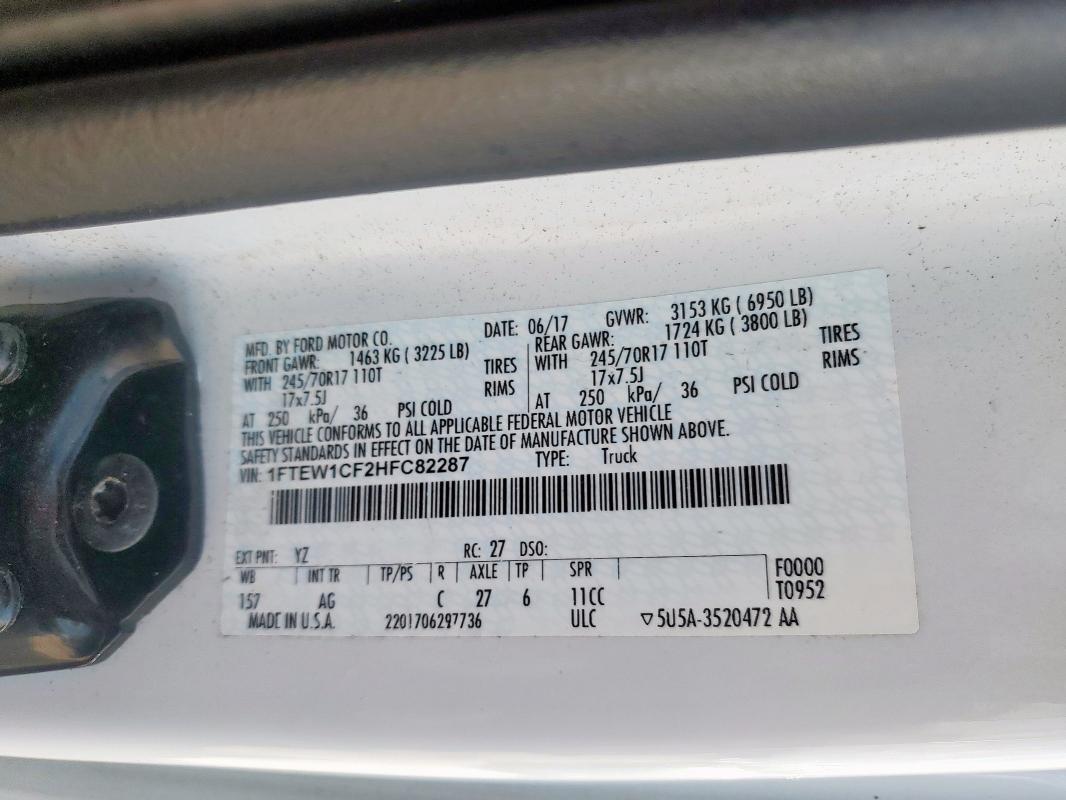 MFD. BY FORD MOTOR CO. DATE: 06/17 GVWR: 3153 KG ( 6950 LB)
FRONT GAWR: 1463 KG ( 3225 LB) REAR GAWR: 1724 KG ( 3800 LB)
WITH 245/70R17 110T TIRES WITH 245/70R17 110T TIRES
17x7.5J RIMS 17x7.5J RIMS
AT 250 kPa/ 36 PSI COLD AT 250 kPa/ 36 PSI COLD
THIS VEHICLE CONFORMS TO ALL APPLICABLE FEDERAL MOTOR VEHICLE
SAFETY STANDARDS IN EFFECT ON THE DATE OF MANUFACTURE SHOWN ABOVE.
VIN: 1FTEW1CF2HFC82287 TYPE: Truck
EXT PNT: YZ RC: 27 DSO:
WB INT TR TP/PS R AXLE TP SPR F0000
157 AG C 27 6 11CC T0952
MADE IN U.S.A. 2201706297736 ULC ▽5U5A-3520472 AA